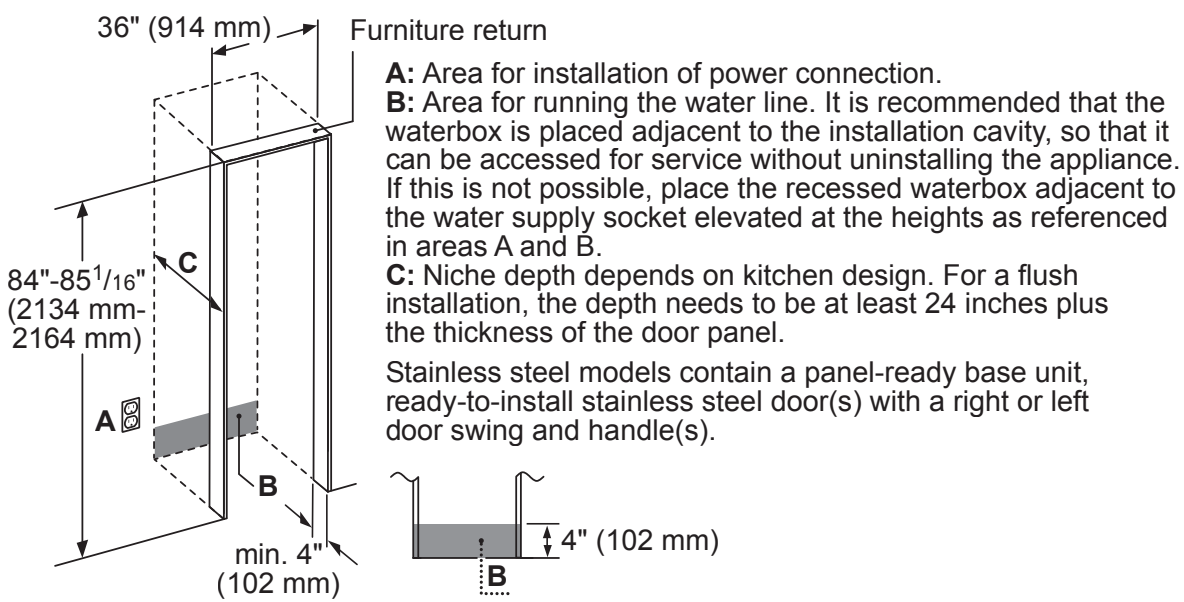 36" (914 mm)
Furniture return
A: Area for installation of power connection.
B: Area for running the water line. It is recommended that the
waterbox is placed adjacent to the installation cavity, so that it
can be accessed for service without uninstalling the appliance.
If this is not possible, place the recessed waterbox adjacent to
the water supply socket elevated at the heights as referenced
in areas A and B.
C: Niche depth depends on kitchen design. For a flush
installation, the depth needs to be at least 24 inches plus
the thickness of the door panel.
Stainless steel models contain a panel-ready base unit,
ready-to-install stainless steel door(s) with a right or left
door swing and handle(s).
C
84"-85 1/16"
(2134 mm-
2164 mm)
A
B
min. 4"
(102 mm)
4" (102 mm)
B